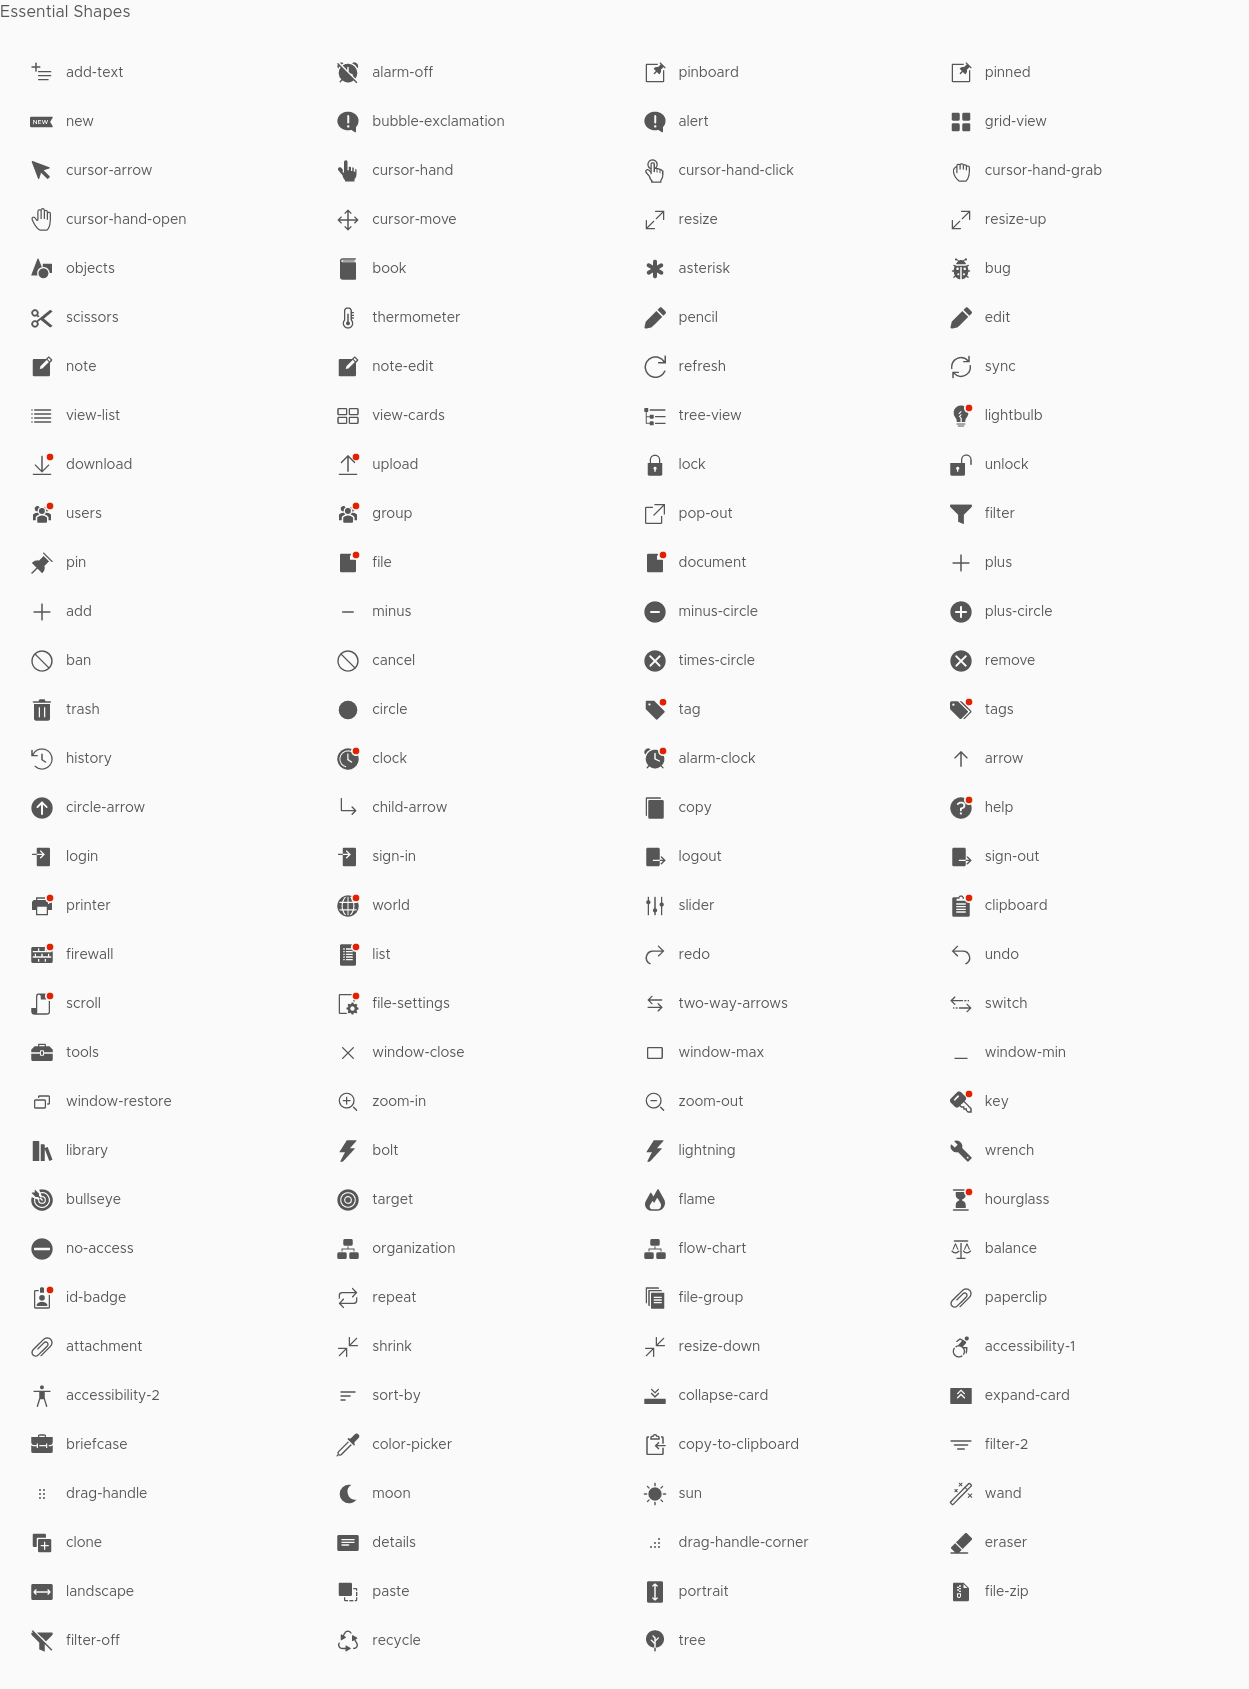 Essential Shapes
add-text
alarm-off
pinboard
pinned
NEW
new
bubble-exclamation
alert
grid-view
cursor-arrow
cursor-hand
cursor-hand-click
cursor-hand-grab
cursor-hand-open
cursor-move
resize
resize-up
objects
book
asterisk
bug
scissors
thermometer
pencil
edit
note
note-edit
refresh
sync
view-list
view-cards
tree-view
lightbulb
download
upload
lock
unlock
users
group
pop-out
filter
pin
file
document
plus
add
minus
minus-circle
plus-circle
ban
cancel
times-circle
remove
trash
circle
tag
tags
history
clock
alarm-clock
arrow
circle-arrow
child-arrow
copy
help
login
sign-in
logout
sign-out
printer
world
slider
clipboard
firewall
list
redo
undo
scroll
file-settings
two-way-arrows
switch
tools
window-close
window-max
window-min
window-restore
zoom-in
zoom-out
key
library
bolt
lightning
wrench
bullseye
target
flame
hourglass
no-access
organization
flow-chart
balance
id-badge
repeat
file-group
paperclip
attachment
shrink
resize-down
accessibility-1
accessibility-2
sort-by
collapse-card
expand-card
briefcase
color-picker
copy-to-clipboard
filter-2
drag-handle
moon
sun
wand
clone
details
drag-handle-corner
eraser
landscape
paste
portrait
file-zip
filter-off
recycle
tree